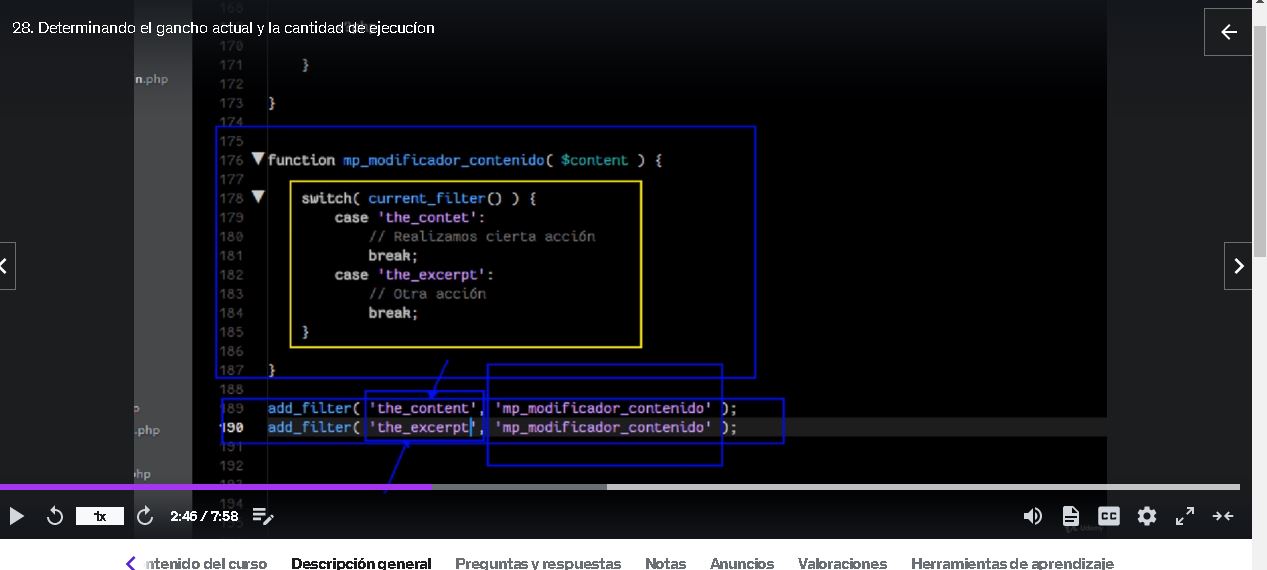 28. Determinando el gancho actual y la cantidad de ejecucíon
168
170
171 }
n.php
172
173 }
174
175
176 function mp_modificador_contenido( $content ) {
177
178 switch( current_filter() ) {
179 case 'the_contet':
180 // Realizamos cierta acción
181 break;
182 case 'the_excerpt':
183 // Otra acción
184 break;
185 }
186
187 }
188
189 add_filter( 'the_content', 'mp_modificador_contenido' );
190 add_filter( 'the_excerpt', 'mp_modificador_contenido' );
.php
191
192
hp
193
194
1x
2:46 / 7:58
CC
Udemy
ntenido del curso
Descripción general
Preguntas y respuestas
Notas
Anuncios
Valoraciones
Herramientas de aprendizaje